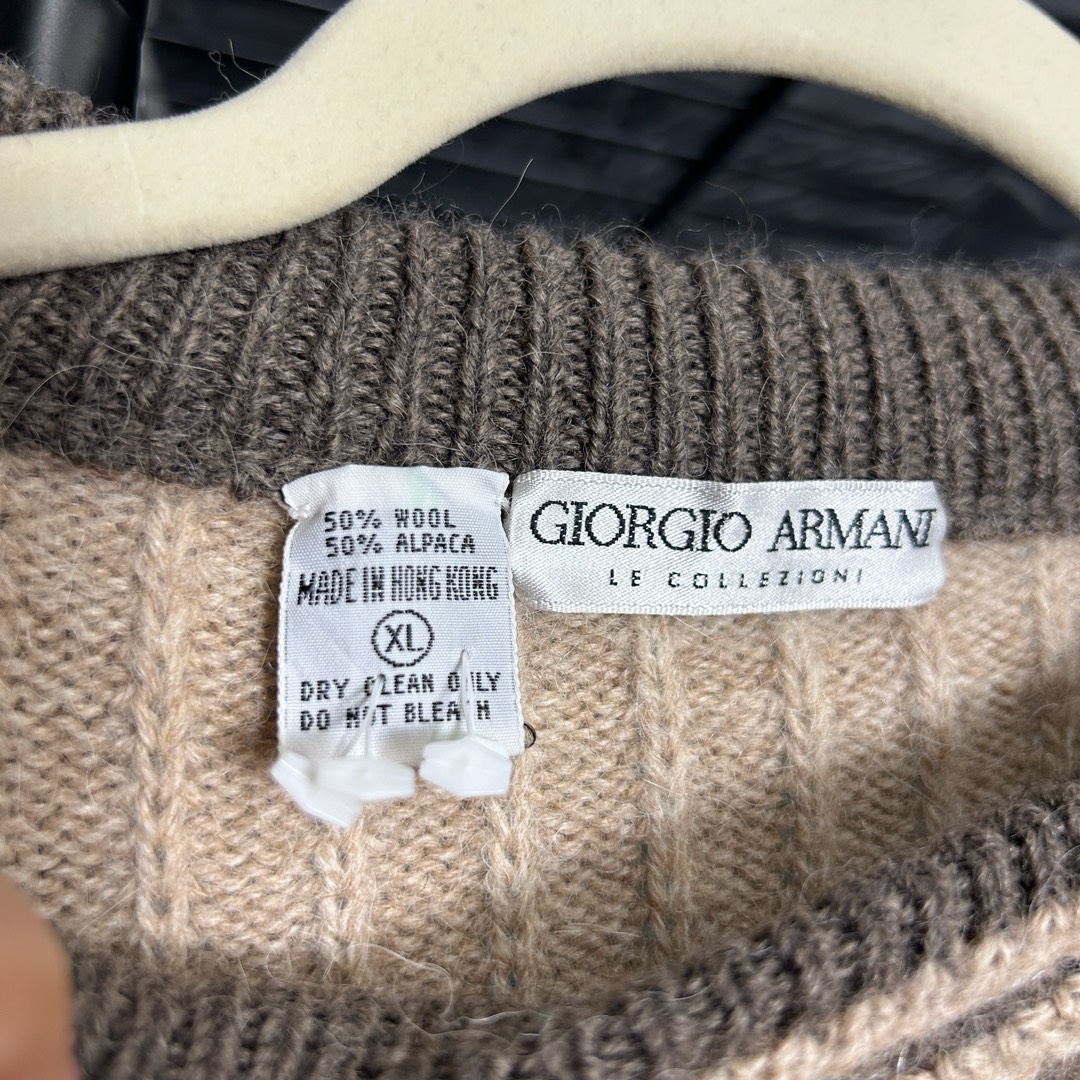 50% WOOL
50% ALPACA
MADE IN HONG KONG
XL
DRY CLEAN ONLY
DO NOT BLEACH
GIORGIO ARMANI
LE COLLEZIONI